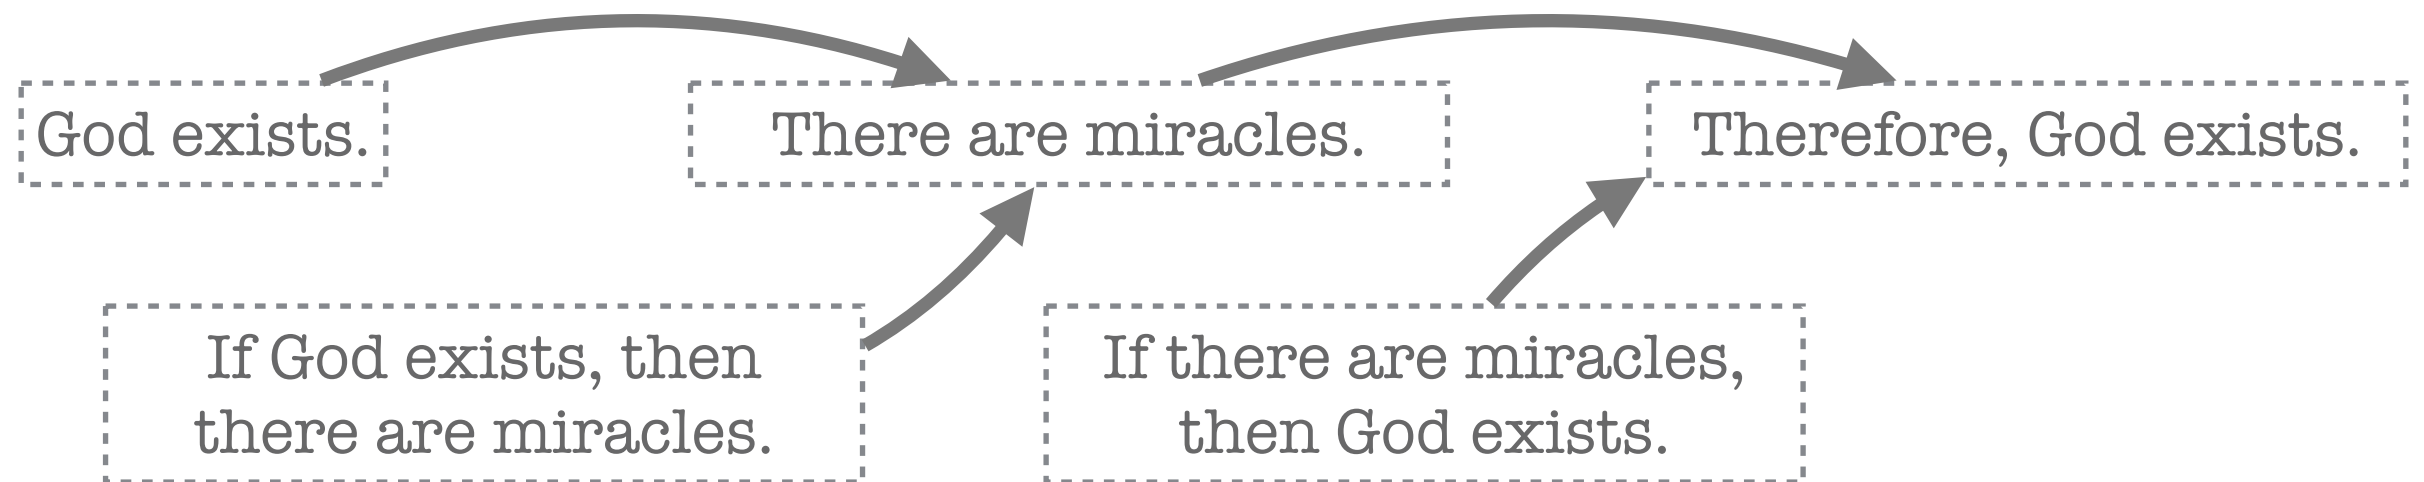 God exists.
There are miracles.
Therefore, God exists.
If God exists, then
there are miracles.
If there are miracles,
then God exists.